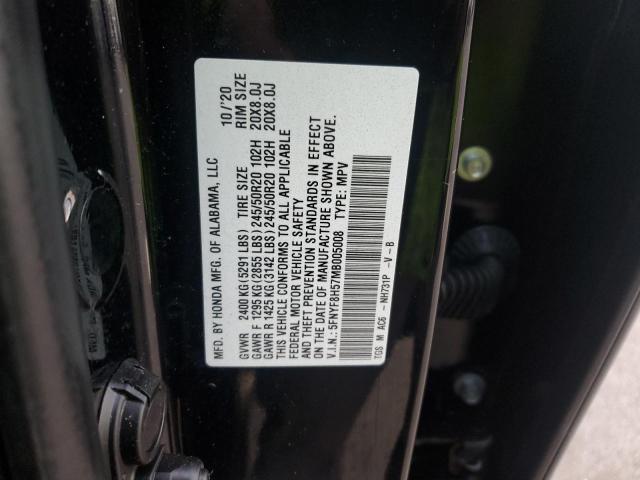 MFD. BY HONDA MFG. OF ALABAMA, LLC 10/'20
GVWR 2400 KG(5291 LBS) TIRE SIZE RIM SIZE
GAWR F 1295 KG(2855 LBS) 245/50R20 102H 20X8.0J
GAWR R 1425 KG(3142 LBS) 245/50R20 102H 20X8.0J
THIS VEHICLE CONFORMS TO ALL APPLICABLE
FEDERAL MOTOR VEHICLE SAFETY
AND THEFT PREVENTION STANDARDS IN EFFECT
ON THE DATE OF MANUFACTURE SHOWN ABOVE.
V.I.N.: 5FNYF8H57MB005008 TYPE: MPV
TGS M AC6 -NH731P -V -B